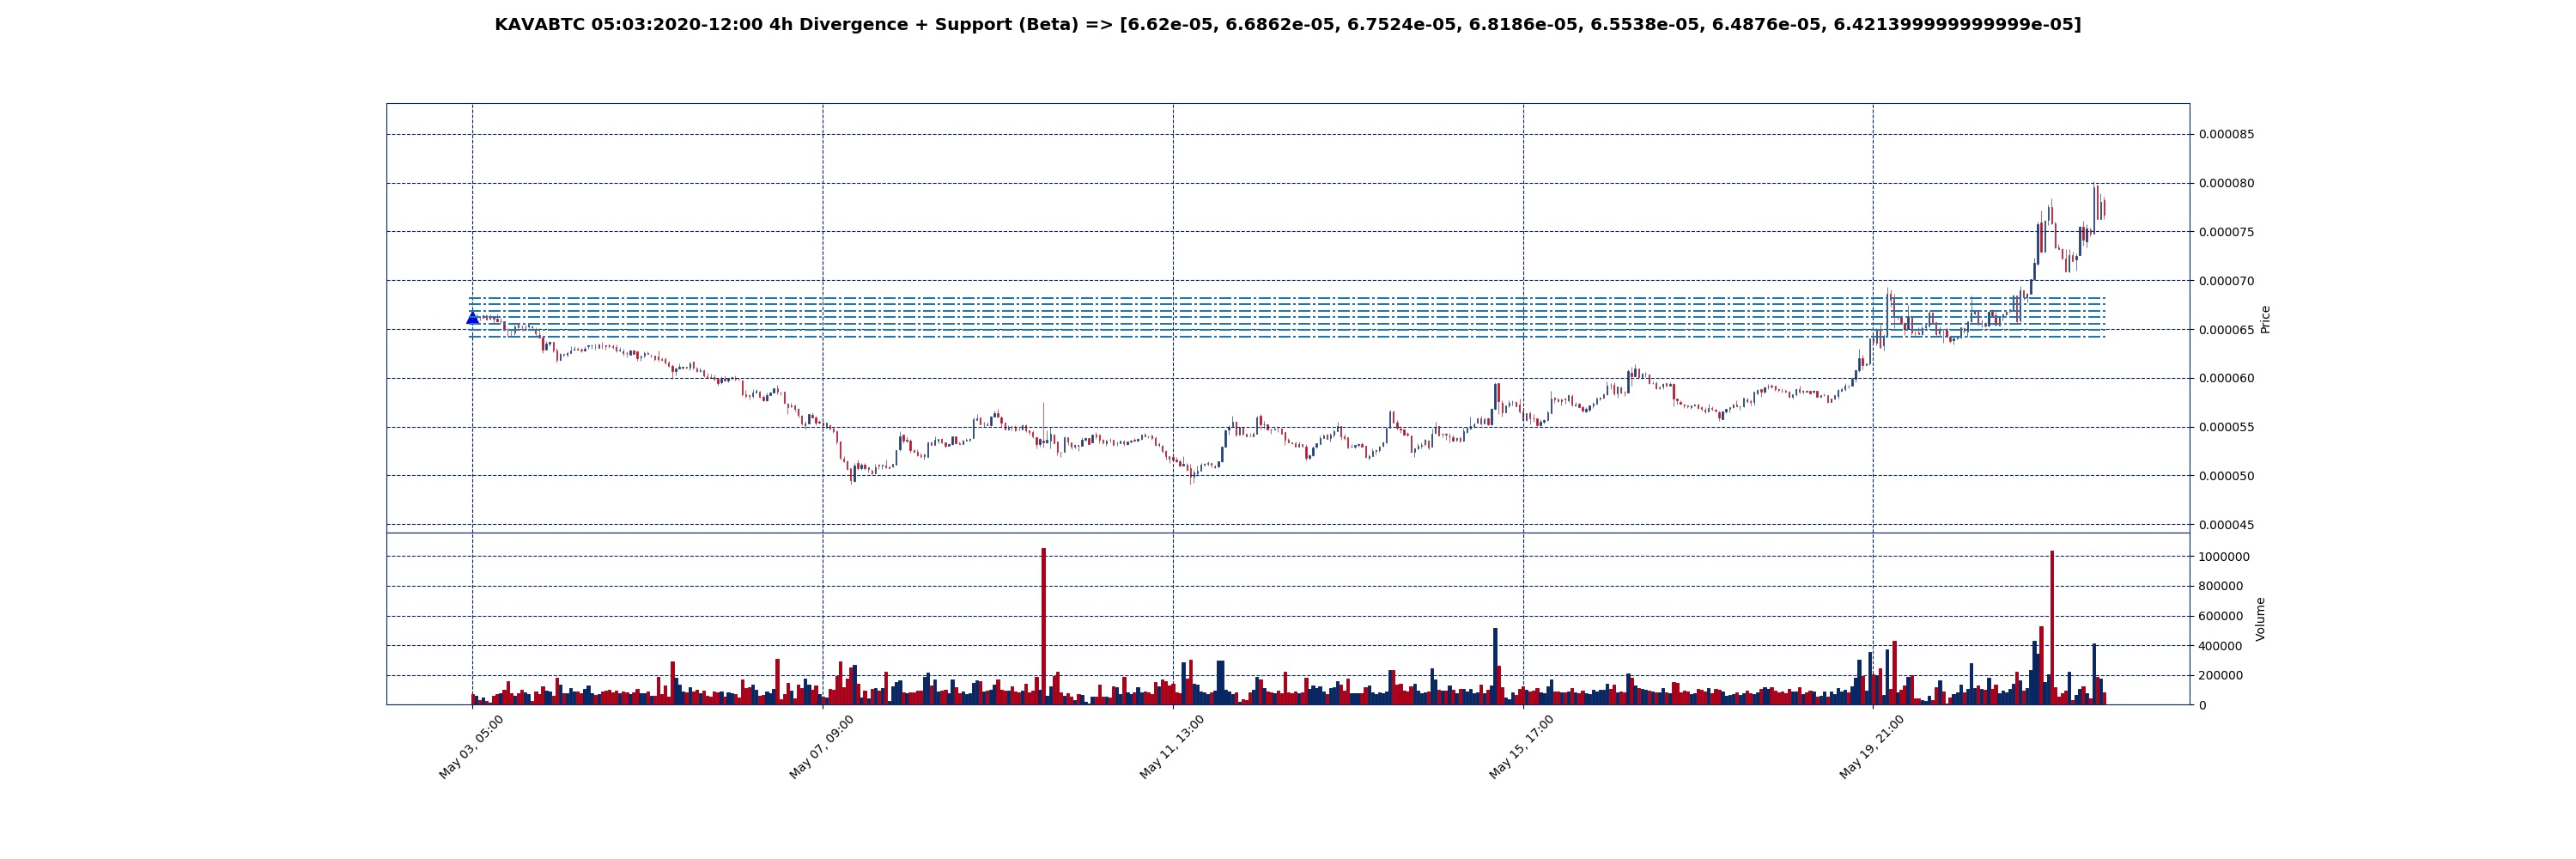 KAVABTC 05:03:2020-12:00 4h Divergence + Support (Beta) => [6.62e-05, 6.6862e-05, 6.7524e-05, 6.8186e-05, 6.5538e-05, 6.4876e-05, 6.421399999999999e-05]
0.000085
0.000080
0.000075
0.000070
0.000065
0.000060
0.000055
0.000050
0.000045
Price
1000000
800000
600000
400000
200000
0
Volume
May 03, 05:00
May 07, 09:00
May 11, 13:00
May 15, 17:00
May 19, 21:00